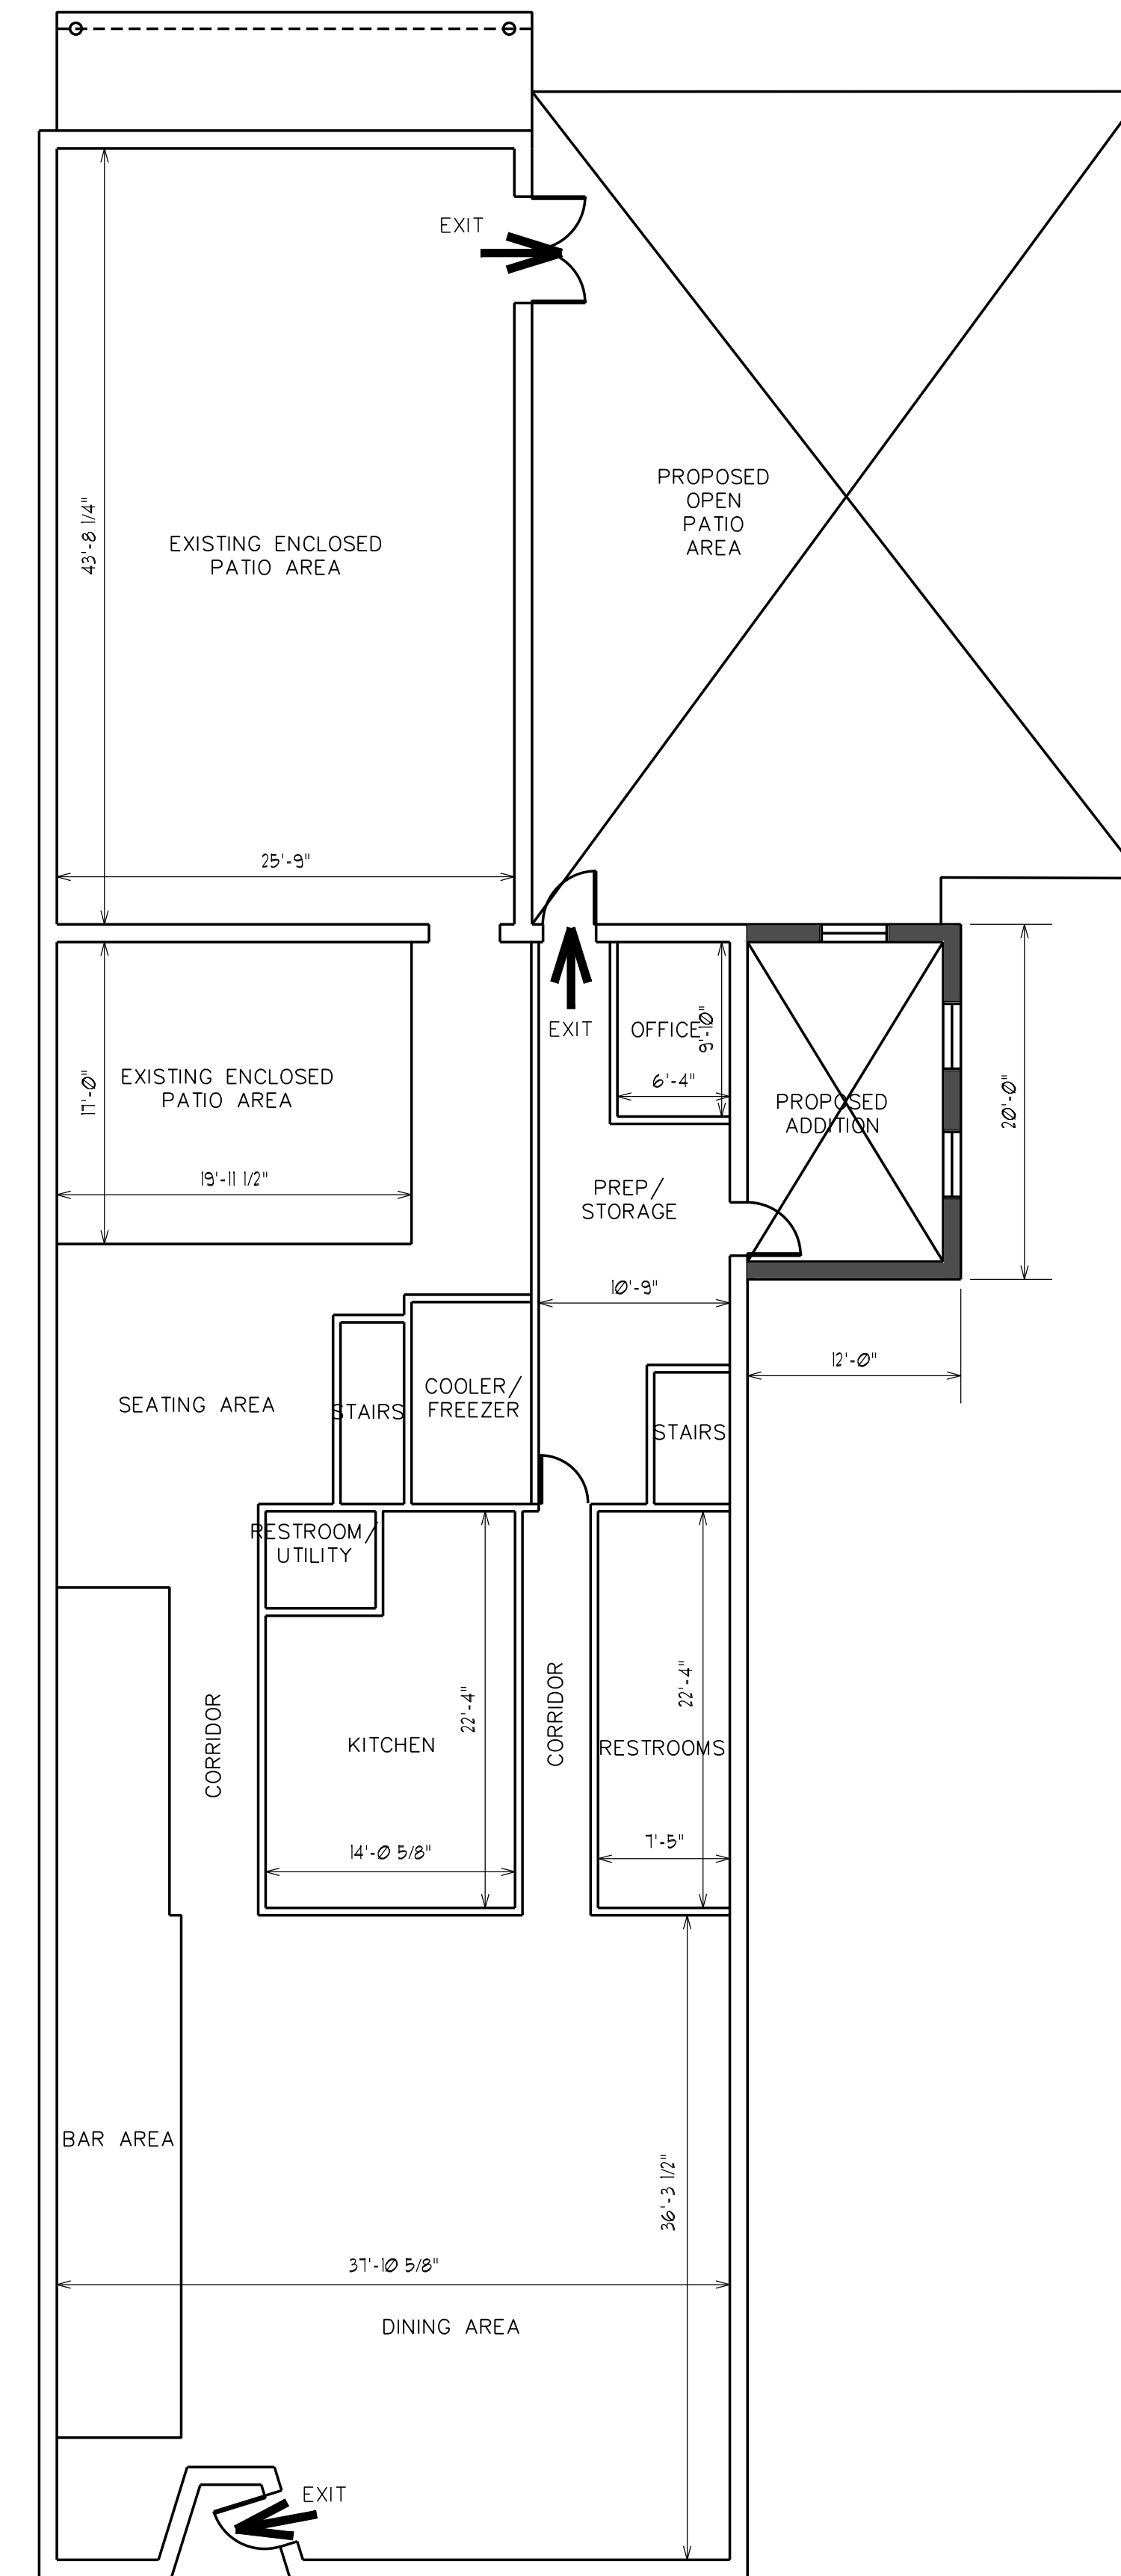 EXIT
43'-8 1/4"
PROPOSED
OPEN
PATIO
AREA
EXISTING ENCLOSED
PATIO AREA
25'-9"
EXIT
OFFICE
9'-10"
6'-4"
17'-0"
EXISTING ENCLOSED
PATIO AREA
19'-11 1/2"
PROPOSED
ADDITION
20'-0"
PREP/
STORAGE
10'-9"
12'-0"
SEATING AREA
STAIRS
COOLER/
FREEZER
STAIRS
RESTROOM/
UTILITY
CORRIDOR
KITCHEN
22'-4"
14'-0 5/8"
CORRIDOR
22'-4"
RESTROOMS
7'-5"
BAR AREA
36'-3 1/2"
37'-10 5/8"
DINING AREA
EXIT